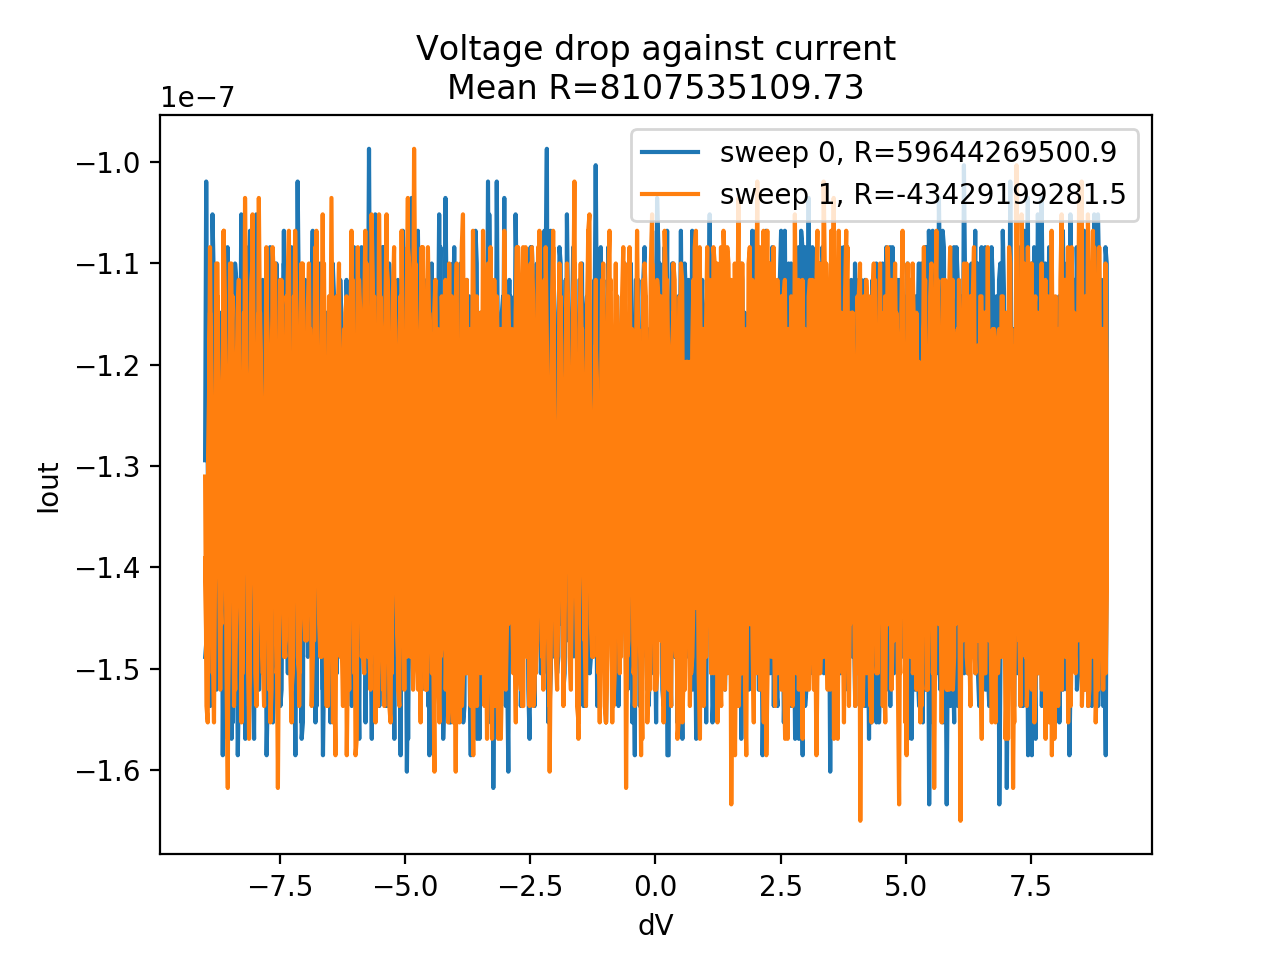 Voltage drop against current
Mean R=8107535109.73
1e−7
sweep 0, R=59644269500.9
sweep 1, R=-43429199281.5
−1.0
−1.1
−1.2
−1.3
−1.4
−1.5
−1.6
Iout
−7.5 −5.0 −2.5 0.0 2.5 5.0 7.5
dV